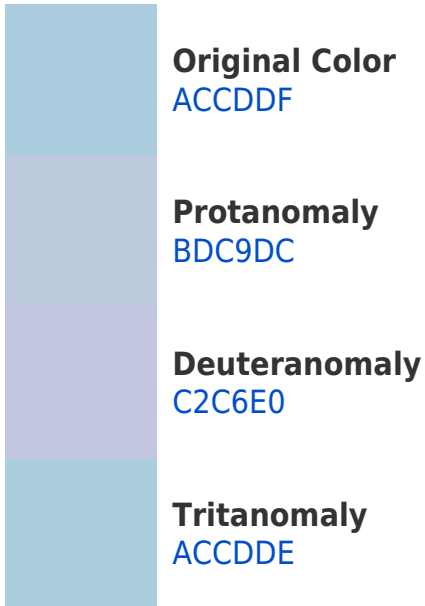 Original Color
ACCDDF
Protanomaly
BDC9DC
Deuteranomaly
C2C6E0
Tritanomaly
ACCDDE